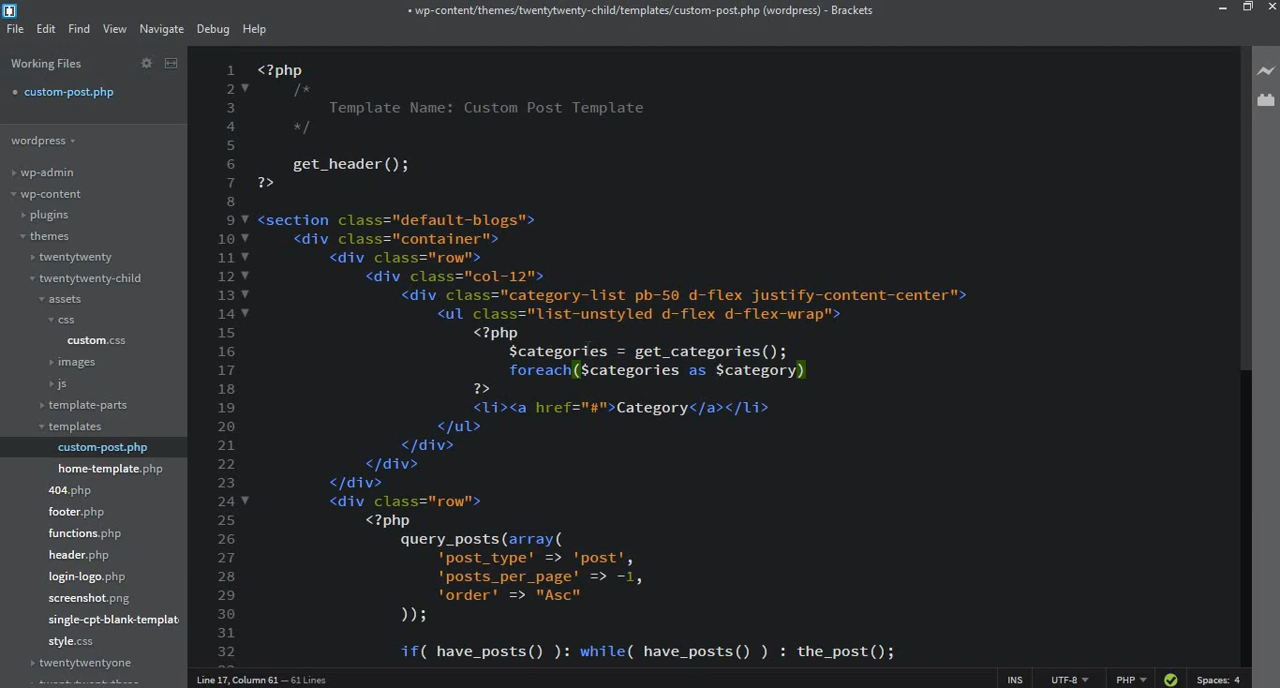 • wp-content/themes/twentytwenty-child/templates/custom-post.php (wordpress) - Brackets
File Edit Find View Navigate Debug Help
Working Files
• custom-post.php
wordpress
wp-admin
wp-content
plugins
themes
twentytwenty
twentytwenty-child
assets
css
custom.css
images
js
template-parts
templates
custom-post.php
home-template.php
404.php
footer.php
functions.php
header.php
login-logo.php
screenshot.png
single-cpt-blank-templat
style.css
twentytwentyone
1 <?php
2 /*
3 Template Name: Custom Post Template
4 */
5
6 get_header();
7 ?>
8
9 <section class="default-blogs">
10 <div class="container">
11 <div class="row">
12 <div class="col-12">
13 <div class="category-list pb-50 d-flex justify-content-center">
14 <ul class="list-unstyled d-flex d-flex-wrap">
15 <?php
16 $categories = get_categories();
17 foreach($categories as $category)
18 ?>
19 <li><a href="#">Category</a></li>
20 </ul>
21 </div>
22 </div>
23 </div>
24 <div class="row">
25 <?php
26 query_posts(array(
27 'post_type' => 'post',
28 'posts_per_page' => -1,
29 'order' => "Asc"
30 ));
31
32 if( have_posts() ): while( have_posts() ) : the_post();
Line 17, Column 61 — 61 Lines
INS UTF-8 PHP Spaces: 4